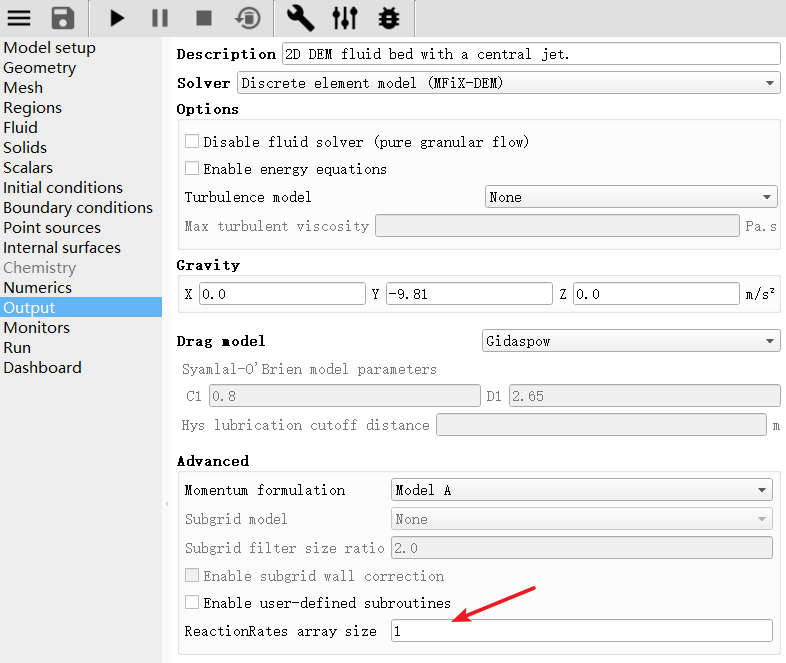 Model setup
Geometry
Mesh
Regions
Fluid
Solids
Scalars
Initial conditions
Boundary conditions
Point sources
Internal surfaces
Chemistry
Numerics
Output
Monitors
Run
Dashboard
Description 2D DEM fluid bed with a central jet.
Solver Discrete element model (MFiX-DEM)
Options
Disable fluid solver (pure granular flow)
Enable energy equations
Turbulence model None
Max turbulent viscosity Pa.s
Gravity
X 0.0 Y -9.81 Z 0.0 m/s²
Drag model Gidaspow
Syamlal-O'Brien model parameters
C1 0.8 D1 2.65
Hys lubrication cutoff distance m
Advanced
Momentum formulation Model A
Subgrid model None
Subgrid filter size ratio 2.0
Enable subgrid wall correction
Enable user-defined subroutines
ReactionRates array size 1